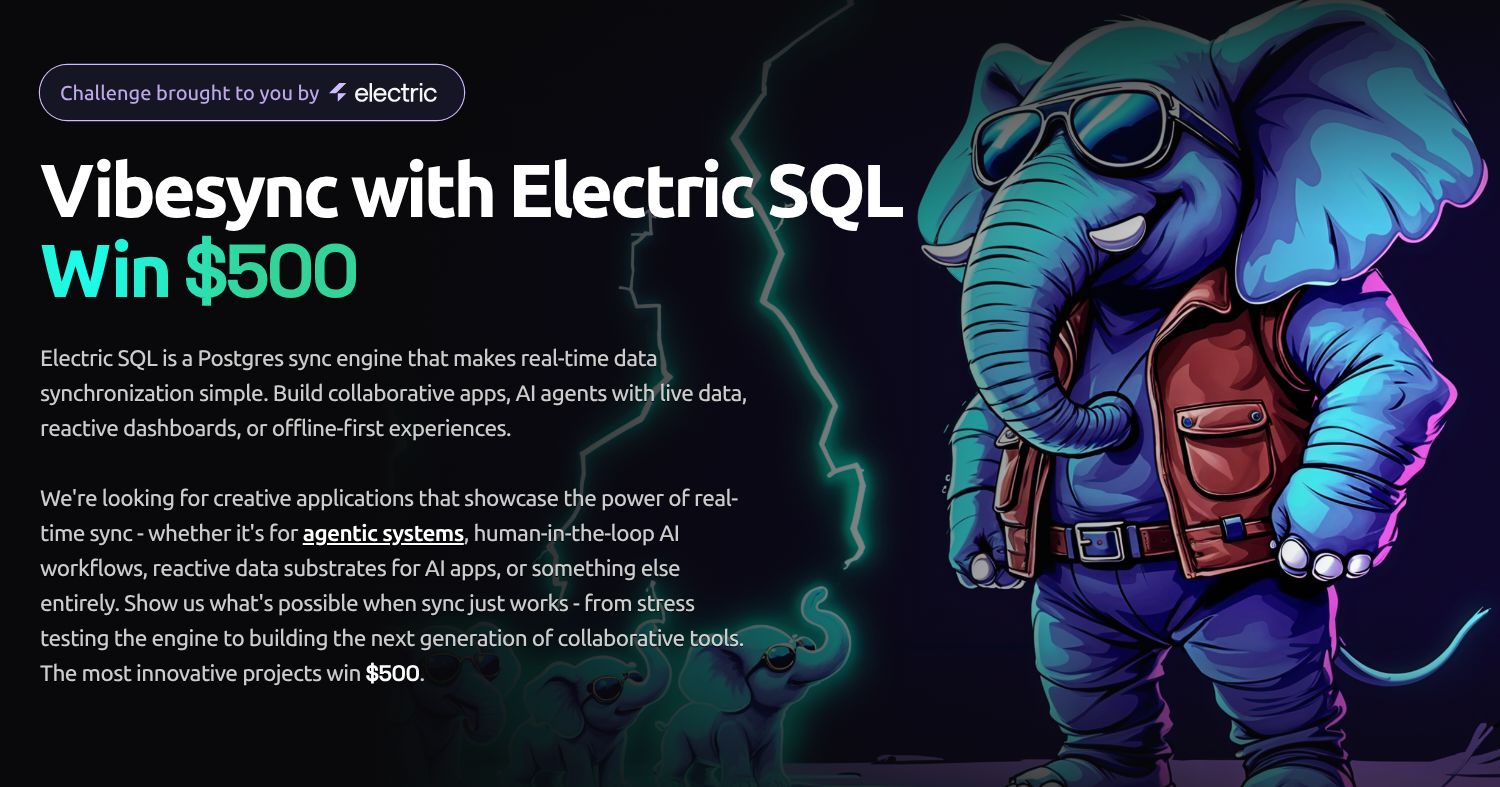 Challenge brought to you by electric
Vibesync with Electric SQL
Win $500
Electric SQL is a Postgres sync engine that makes real-time data
synchronization simple. Build collaborative apps, AI agents with live data,
reactive dashboards, or offline-first experiences.
We're looking for creative applications that showcase the power of real-
time sync - whether it's for agentic systems, human-in-the-loop AI
workflows, reactive data substrates for AI apps, or something else
entirely. Show us what's possible when sync just works - from stress
testing the engine to building the next generation of collaborative tools.
The most innovative projects win $500.